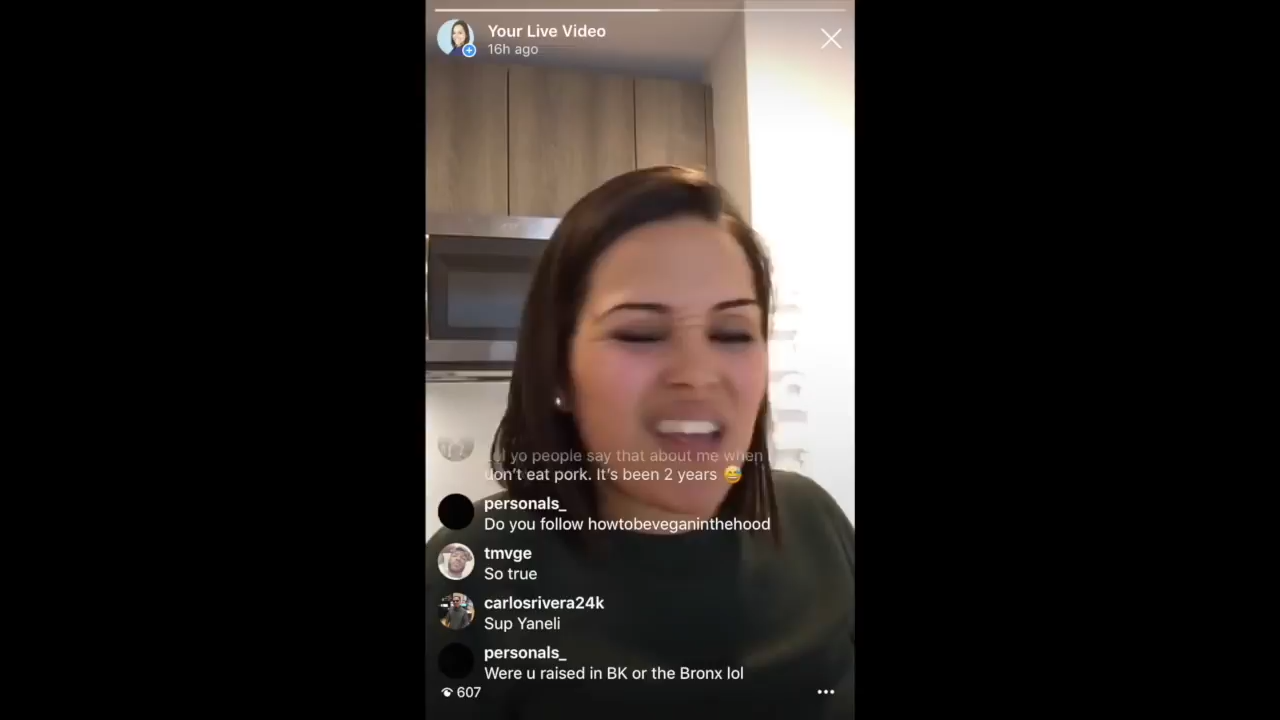 Your Live Video
16h ago
Lol yo people say that about me when I
don't eat pork. It's been 2 years 😅
personals_
Do you follow howtobeveganinthehood
tmvge
So true
carlosrivera24k
Sup Yaneli
personals_
Were u raised in BK or the Bronx lol
607